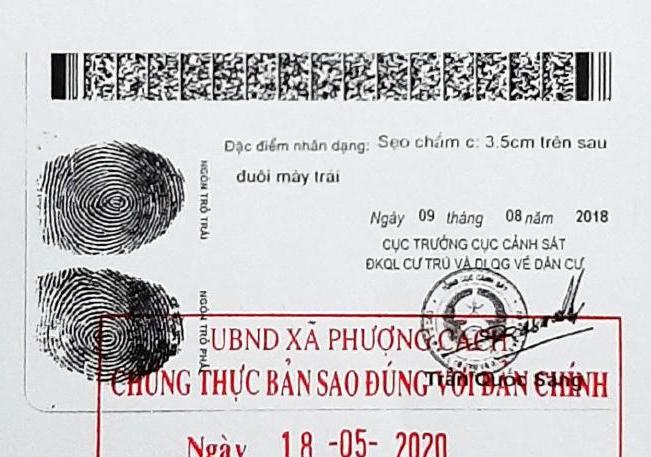 Đặc điểm nhân dạng: Sẹo chấm c: 3.5cm trên sau
đuôi mày trái
NGÓN TRỎ TRÁI
Ngày 09 tháng 08 năm 2018
CỤC TRƯỞNG CỤC CẢNH SÁT
ĐKQL CƯ TRÚ VÀ DLQG VỀ DÂN CƯ
NGÓN TRỎ PHẢI
UBND XÃ PHƯỢNG CÁCH
Trần Quốc Sang
CHỨNG THỰC BẢN SAO ĐÚNG VỚI BẢN CHÍNH
Ngày 18 -05- 2020